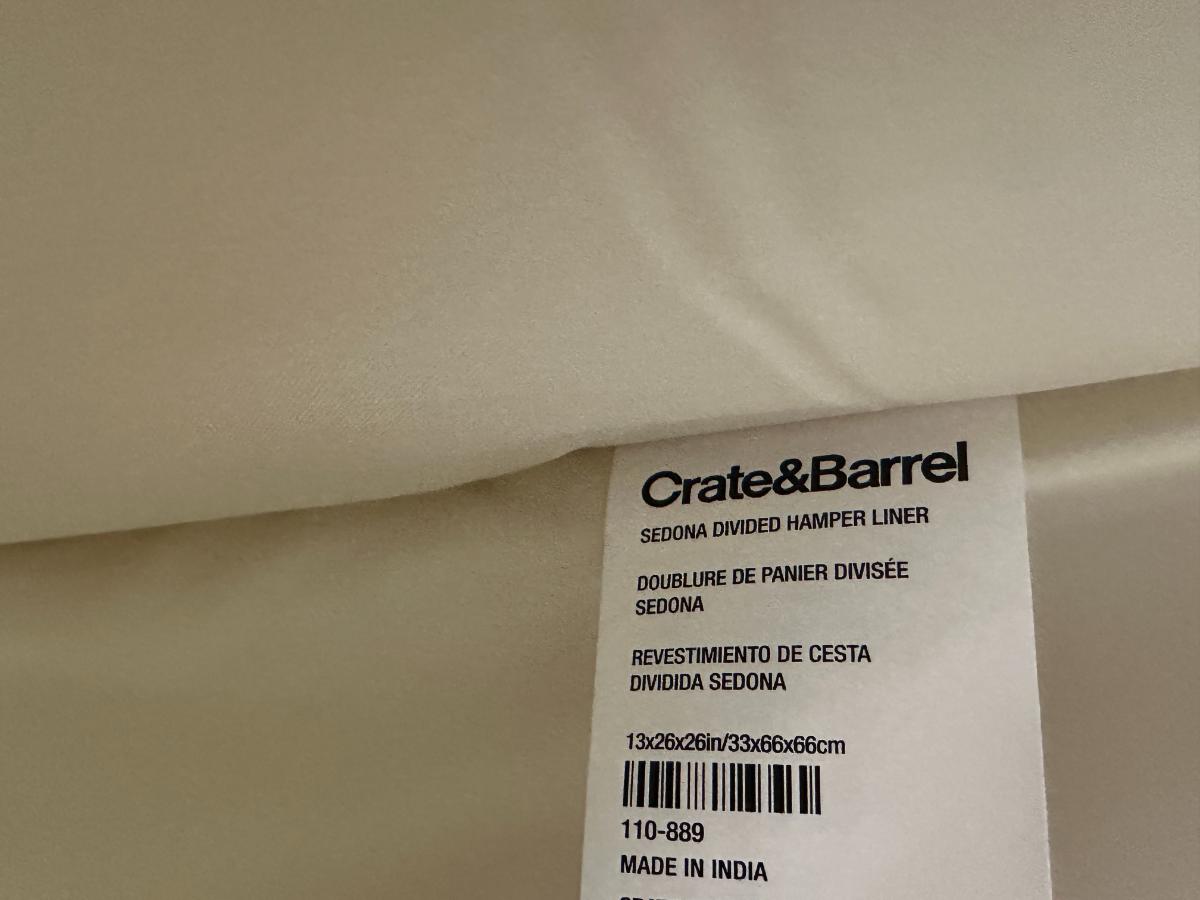 Crate&Barrel
SEDONA DIVIDED HAMPER LINER
DOUBLURE DE PANIER DIVISÉE
SEDONA
REVESTIMIENTO DE CESTA
DIVIDIDA SEDONA
13x26x26in/33x66x66cm
110-889
MADE IN INDIA